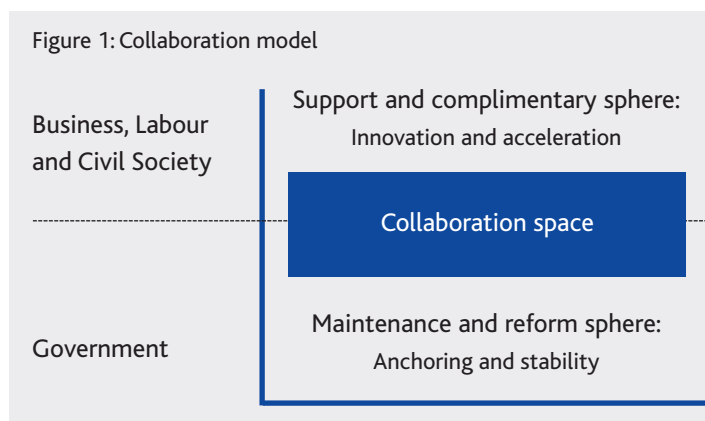 Figure 1: Collaboration model
Business, Labour
and Civil Society
Support and complimentary sphere:
Innovation and acceleration
Collaboration space
Government
Maintenance and reform sphere:
Anchoring and stability